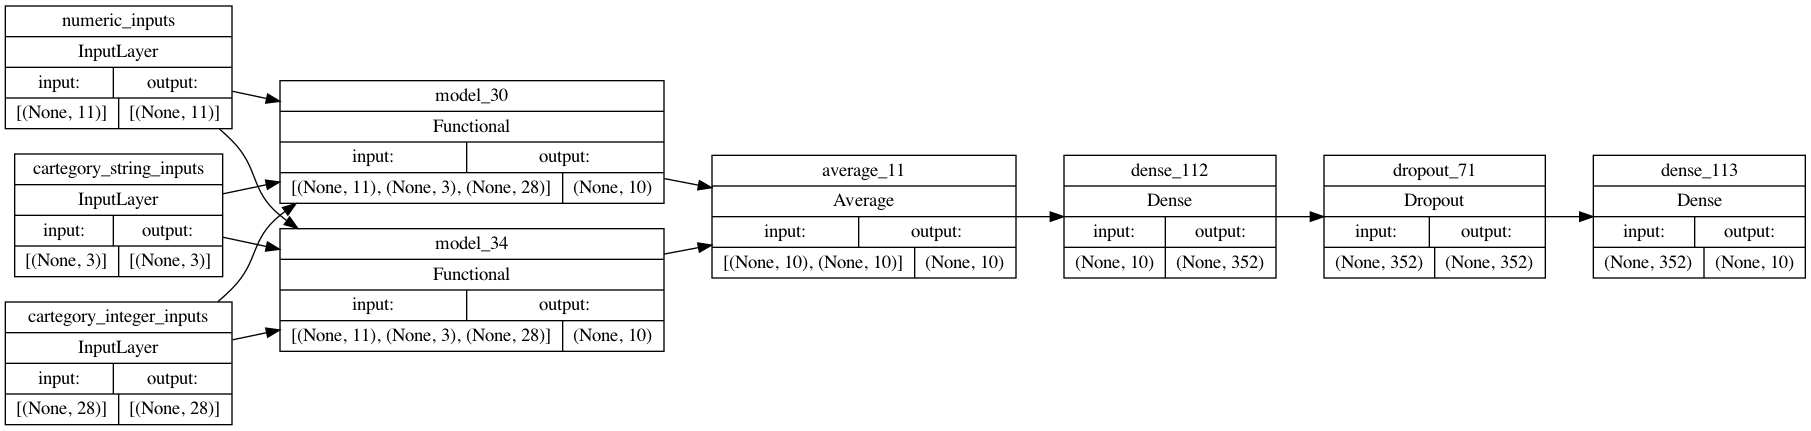 numeric_inputs
InputLayer
input: output:
[(None, 11)] [(None, 11)]
cartegory_string_inputs
InputLayer
input: output:
[(None, 3)] [(None, 3)]
cartegory_integer_inputs
InputLayer
input: output:
[(None, 28)] [(None, 28)]
model_30
Functional
input: output:
[(None, 11), (None, 3), (None, 28)] (None, 10)
model_34
Functional
input: output:
[(None, 11), (None, 3), (None, 28)] (None, 10)
average_11
Average
input: output:
[(None, 10), (None, 10)] (None, 10)
dense_112
Dense
input: output:
(None, 10) (None, 352)
dropout_71
Dropout
input: output:
(None, 352) (None, 352)
dense_113
Dense
input: output:
(None, 352) (None, 10)